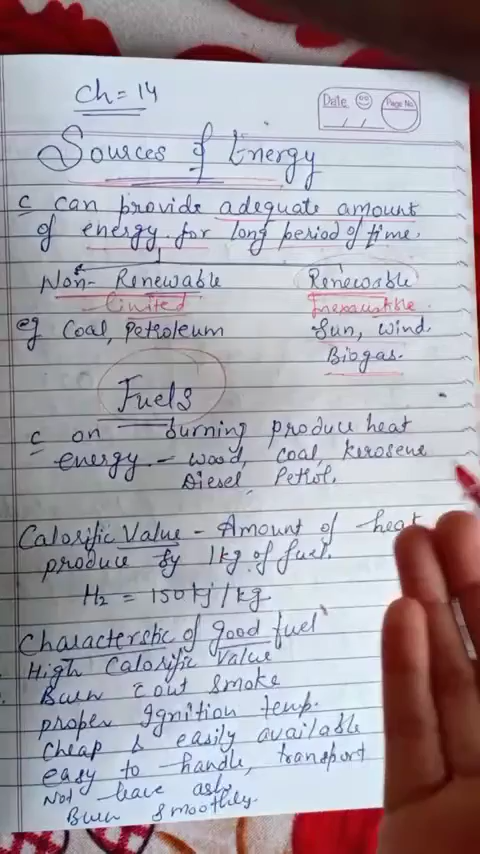 Ch = 14
Date
Page No.
Sources of Energy
c can provide adequate amount
of energy for long period of time.
Non-Renewable Renewable
Limited Inexaustible
eg Coal, Petroleum Sun, Wind.
Biogas.
Fuels
c on burning produce heat
energy - wood, coal, kerosene
Diesel, Petrol.
Calorific Value - Amount of heat
produce by 1kg of fuel.
H2 = 150 kj/kg
Characterstic of good fuel
High Calorific Value
Burn c out smoke
proper Ignition temp.
Cheap & easily available
easy to handle, transport
Not leave ash.
Burn smoothly.